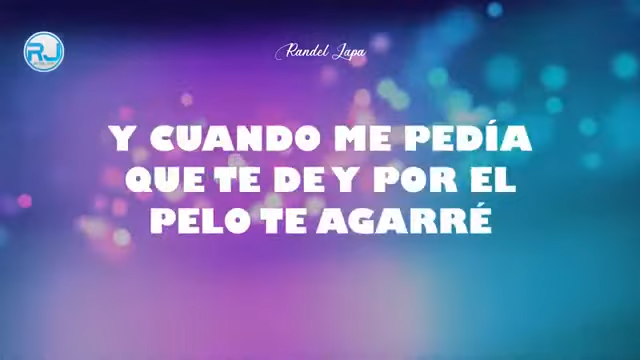 RJ
Randel Lapa
Y CUANDO ME PEDÍA
QUE TE DE Y POR EL
PELO TE AGARRÉ